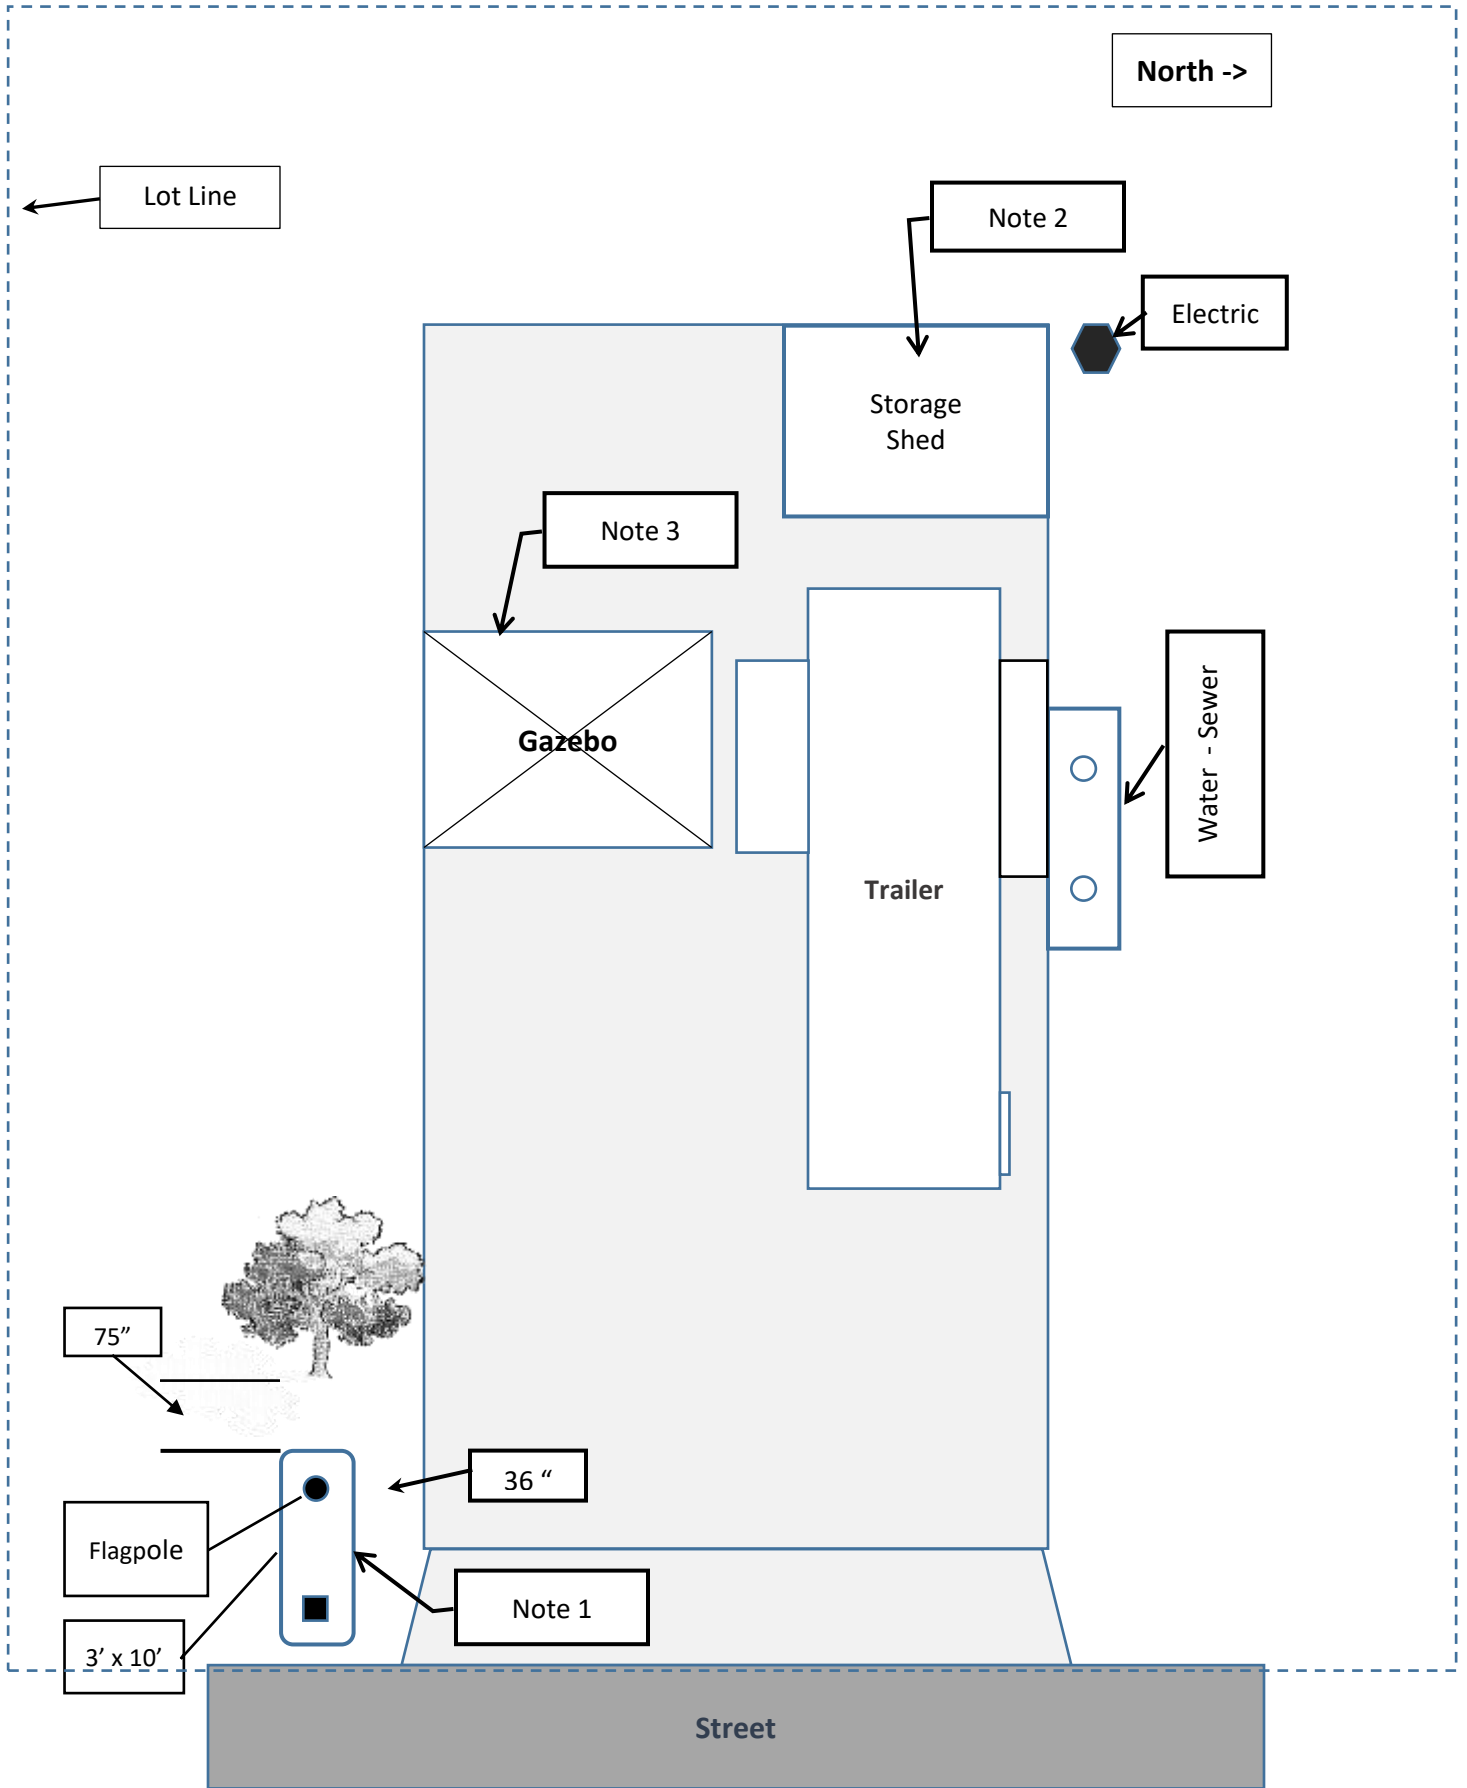 North ->
Lot Line
Note 2
Electric
Storage
Shed
Note 3
Gazebo
Water - Sewer
Trailer
75”
36 “
Flagpole
Note 1
3’ x 10’
Street